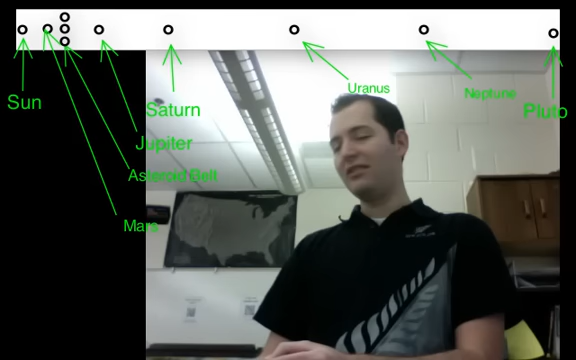 Sun
Saturn
Uranus
Neptune
Pluto
Jupiter
Asteroid Belt
Mars